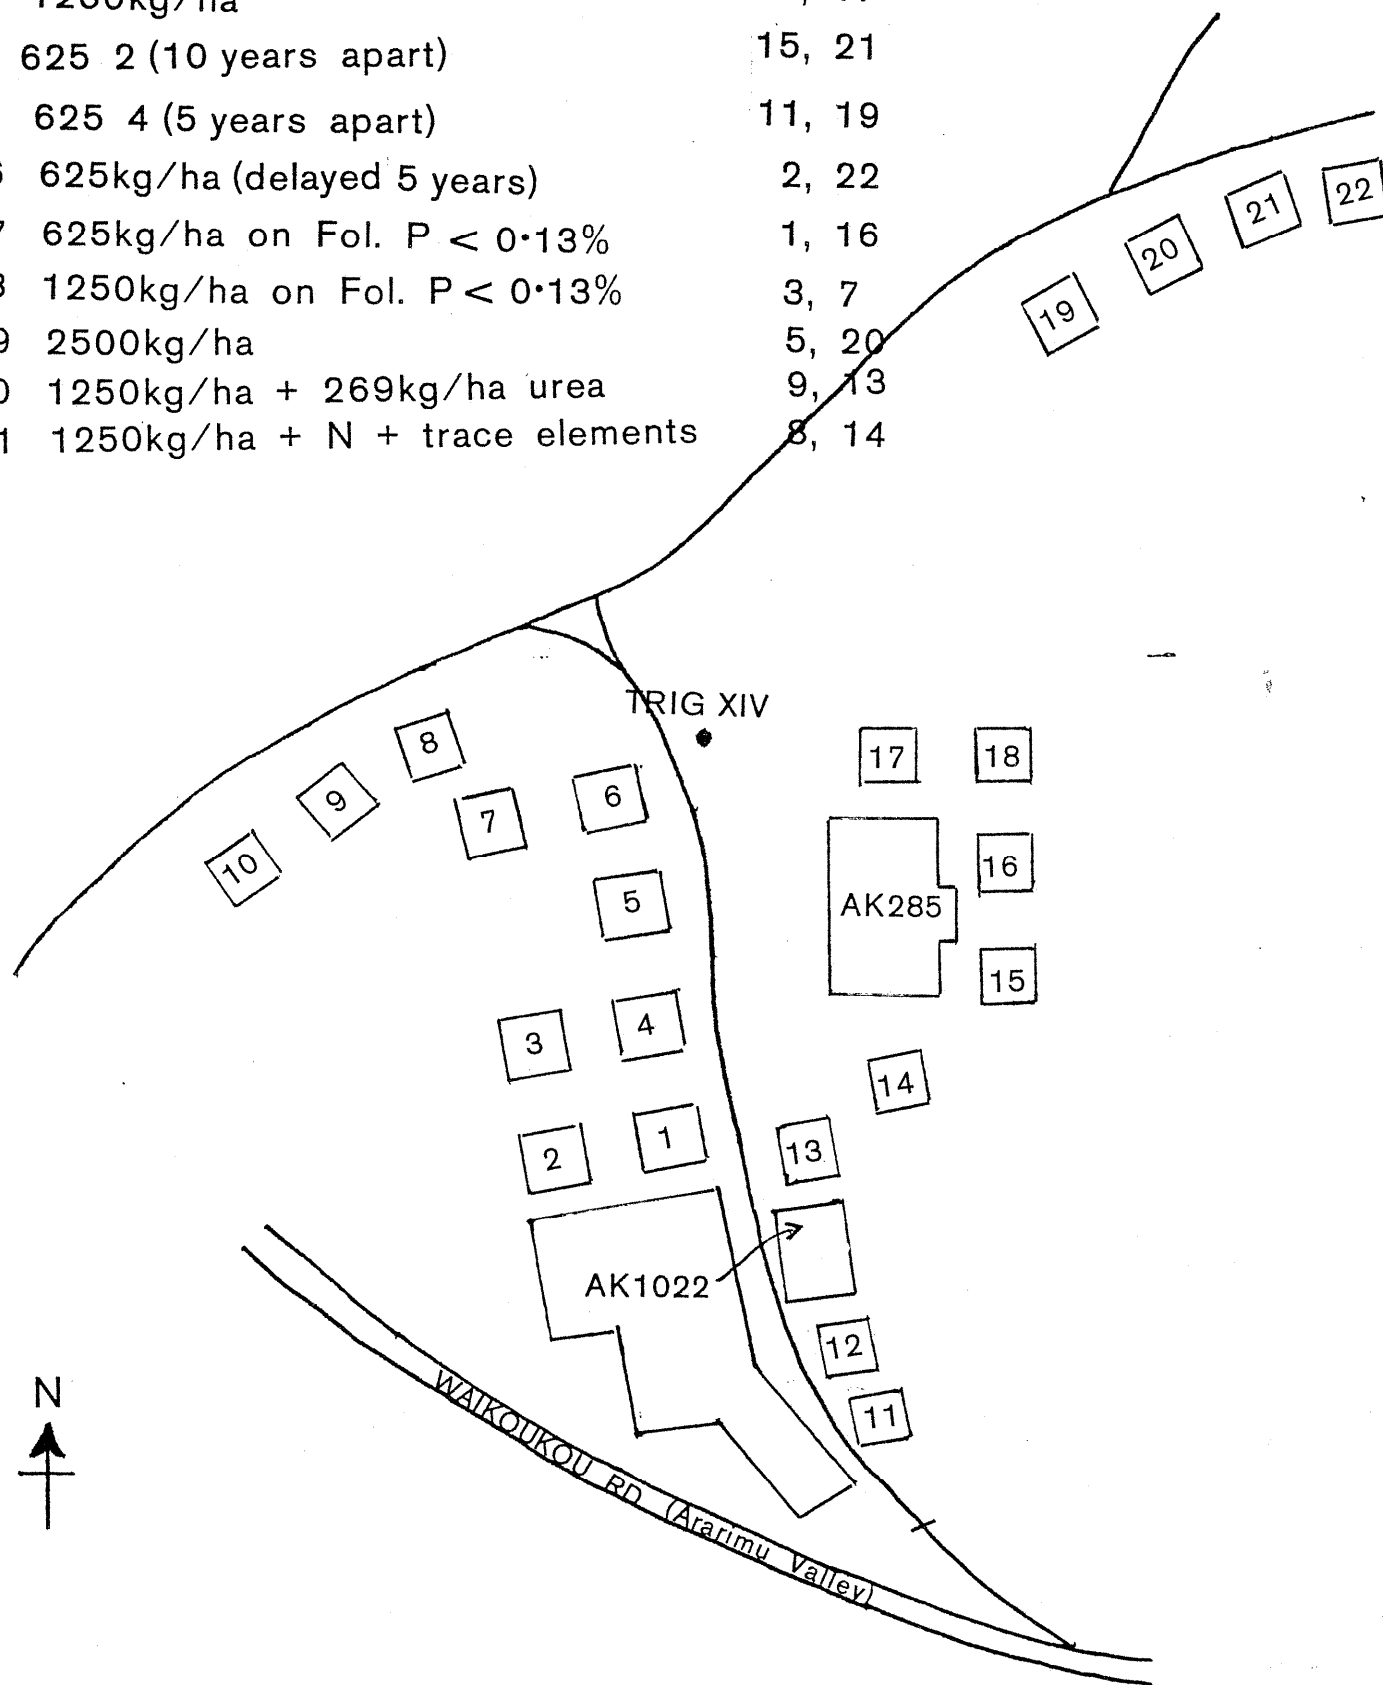 625 2 (10 years apart) 15, 21
625 4 (5 years apart) 11, 19
625kg/ha (delayed 5 years) 2, 22
7 625kg/ha on Fol. P < 0·13% 1, 16
1250kg/ha on Fol. P < 0·13% 3, 7
9 2500kg/ha 5, 20
0 1250kg/ha + 269kg/ha urea 9, 13
1 1250kg/ha + N + trace elements 8, 14
22
21
20
19
TRIG XIV
8
17 18
9
6
7
10
16
5
AK285
15
4
3
14
1
13
2
AK1022
12
N
11
WAIKOUKOU RD. (Ararimu Valley)